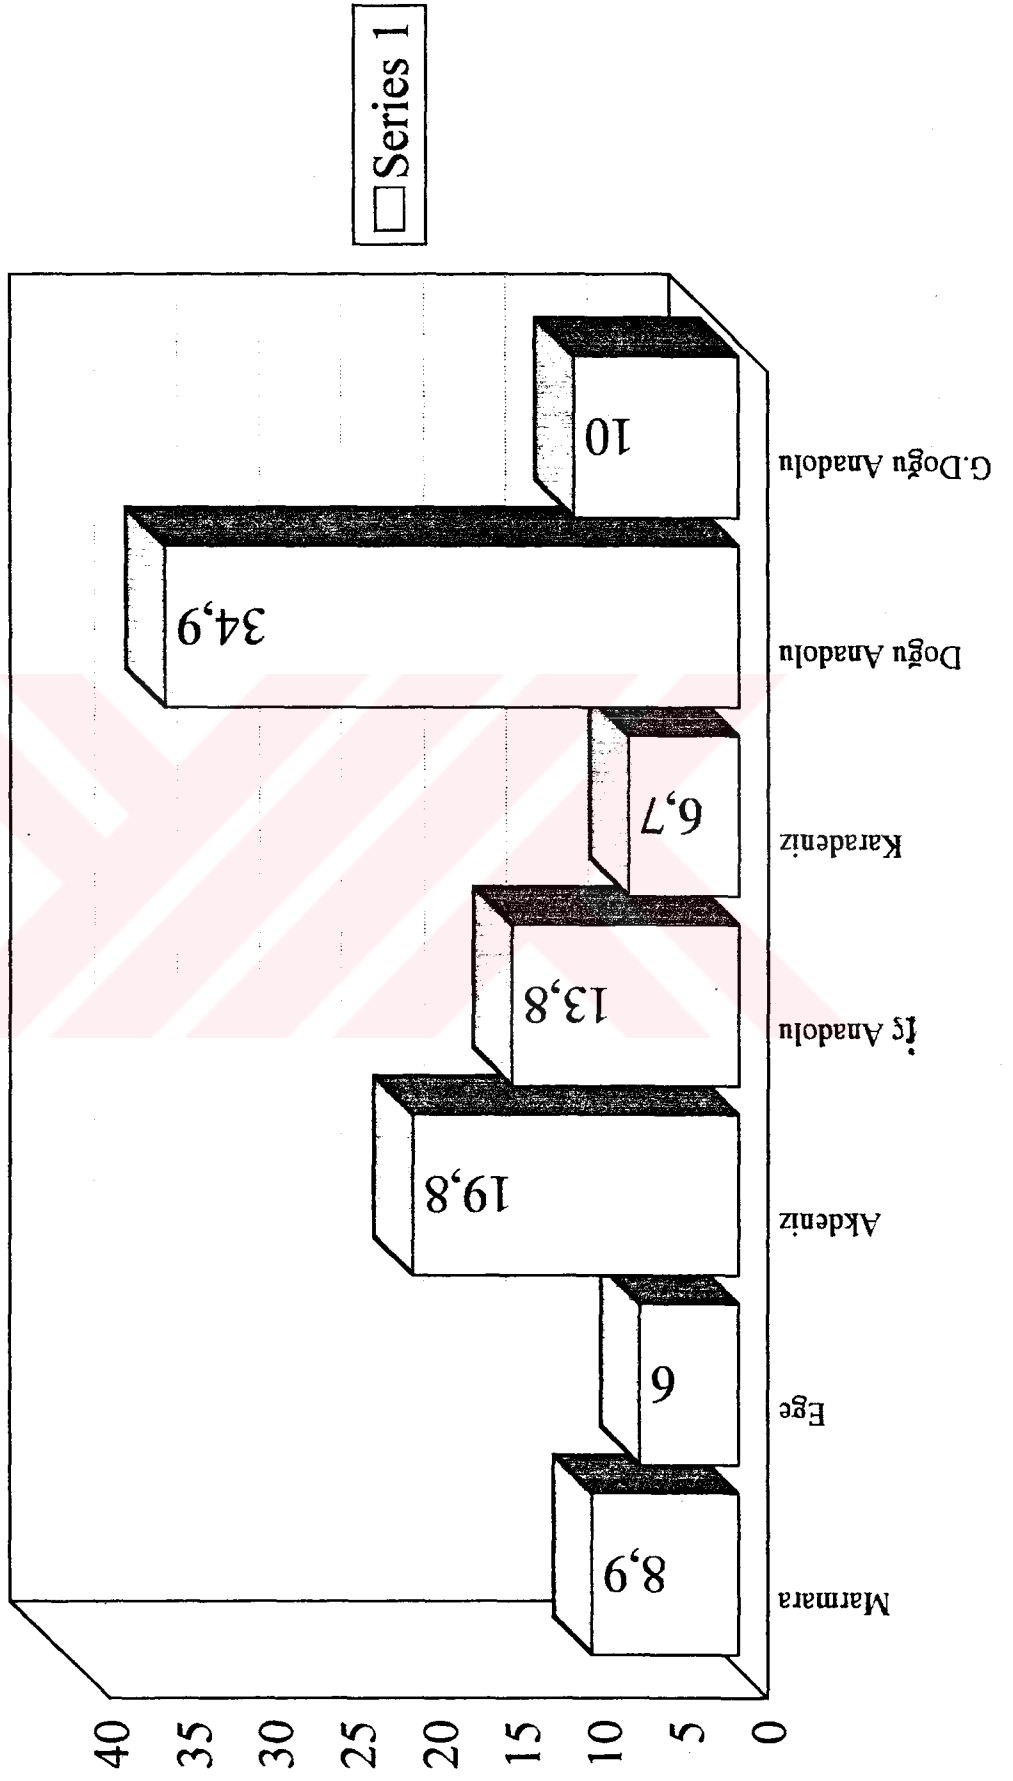 Series 1
40
35
30
25
20
15
10
5
0
8,9
6
19,8
13,8
6,7
34,9
10
Marmara
Ege
Akdeniz
İç Anadolu
Karadeniz
Doğu Anadolu
G.Doğu Anadolu